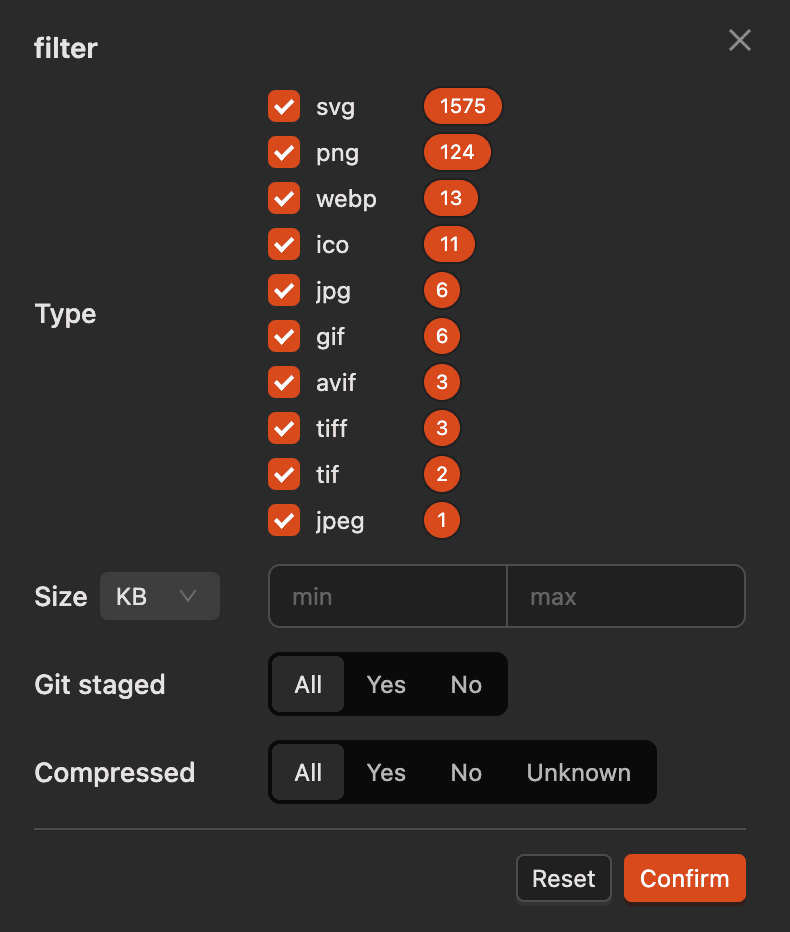 filter
svg 1575
png 124
webp 13
ico 11
jpg 6
Type
gif 6
avif 3
tiff 3
tif 2
jpeg 1
Size KB min max
Git staged All Yes No
Compressed All Yes No Unknown
Reset Confirm